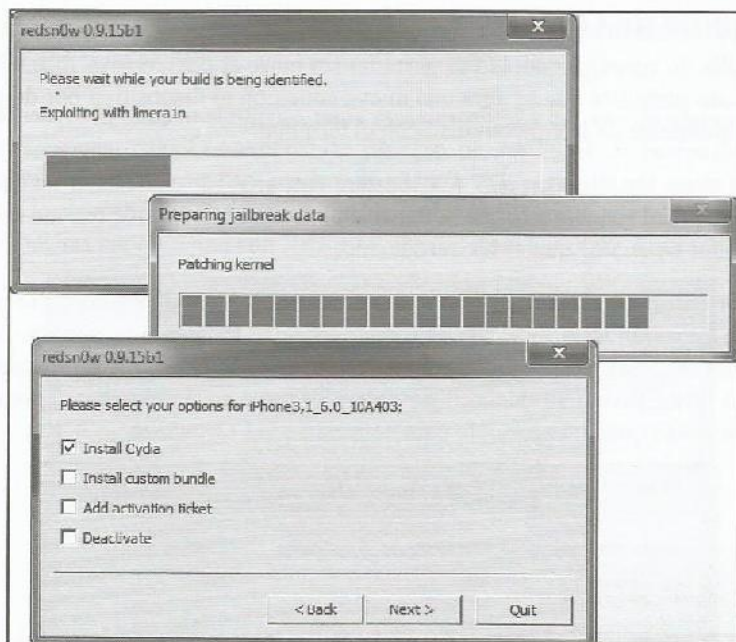 redsn0w 0.9.15b1
Please wait while your build is being identified.
Exploiting with limera1n
Preparing jailbreak data
Patching kernel
redsn0w 0.9.15b1
Please select your options for iPhone3,1_6.0_10A403:
Install Cydia
Install custom bundle
Add activation ticket
Deactivate
< Back Next > Quit